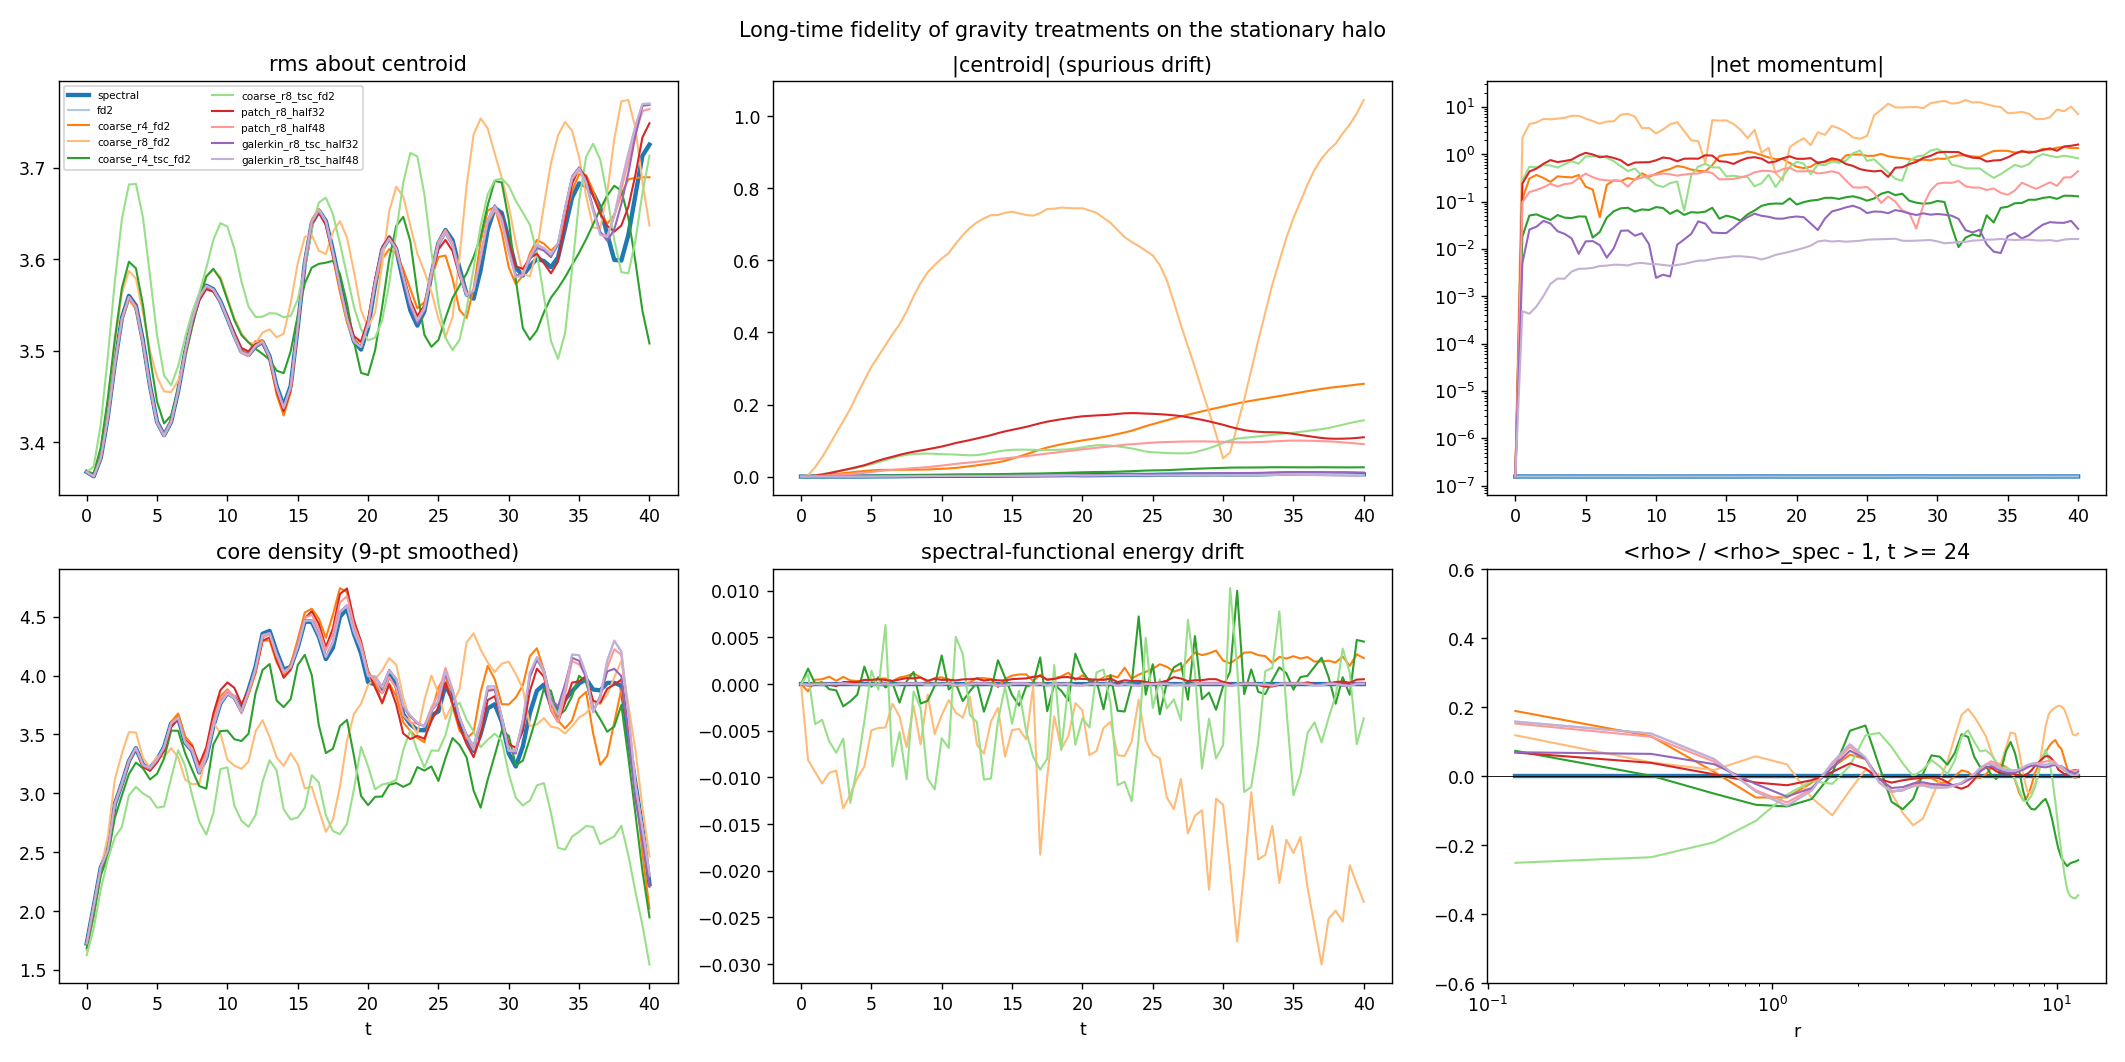 Long-time fidelity of gravity treatments on the stationary halo
rms about centroid
spectral
fd2
coarse_r4_fd2
coarse_r8_fd2
coarse_r4_tsc_fd2
coarse_r8_tsc_fd2
patch_r8_half32
patch_r8_half48
galerkin_r8_tsc_half32
galerkin_r8_tsc_half48
3.7
3.6
3.5
3.4
0 5 10 15 20 25 30 35 40
|centroid| (spurious drift)
1.0
0.8
0.6
0.4
0.2
0.0
0 5 10 15 20 25 30 35 40
|net momentum|
10^1
10^0
10^-1
10^-2
10^-3
10^-4
10^-5
10^-6
10^-7
0 5 10 15 20 25 30 35 40
core density (9-pt smoothed)
4.5
4.0
3.5
3.0
2.5
2.0
1.5
0 5 10 15 20 25 30 35 40
t
spectral-functional energy drift
0.010
0.005
0.000
−0.005
−0.010
−0.015
−0.020
−0.025
−0.030
0 5 10 15 20 25 30 35 40
t
<rho> / <rho>_spec - 1, t >= 24
0.6
0.4
0.2
0.0
−0.2
−0.4
−0.6
10^-1 10^0 10^1
r